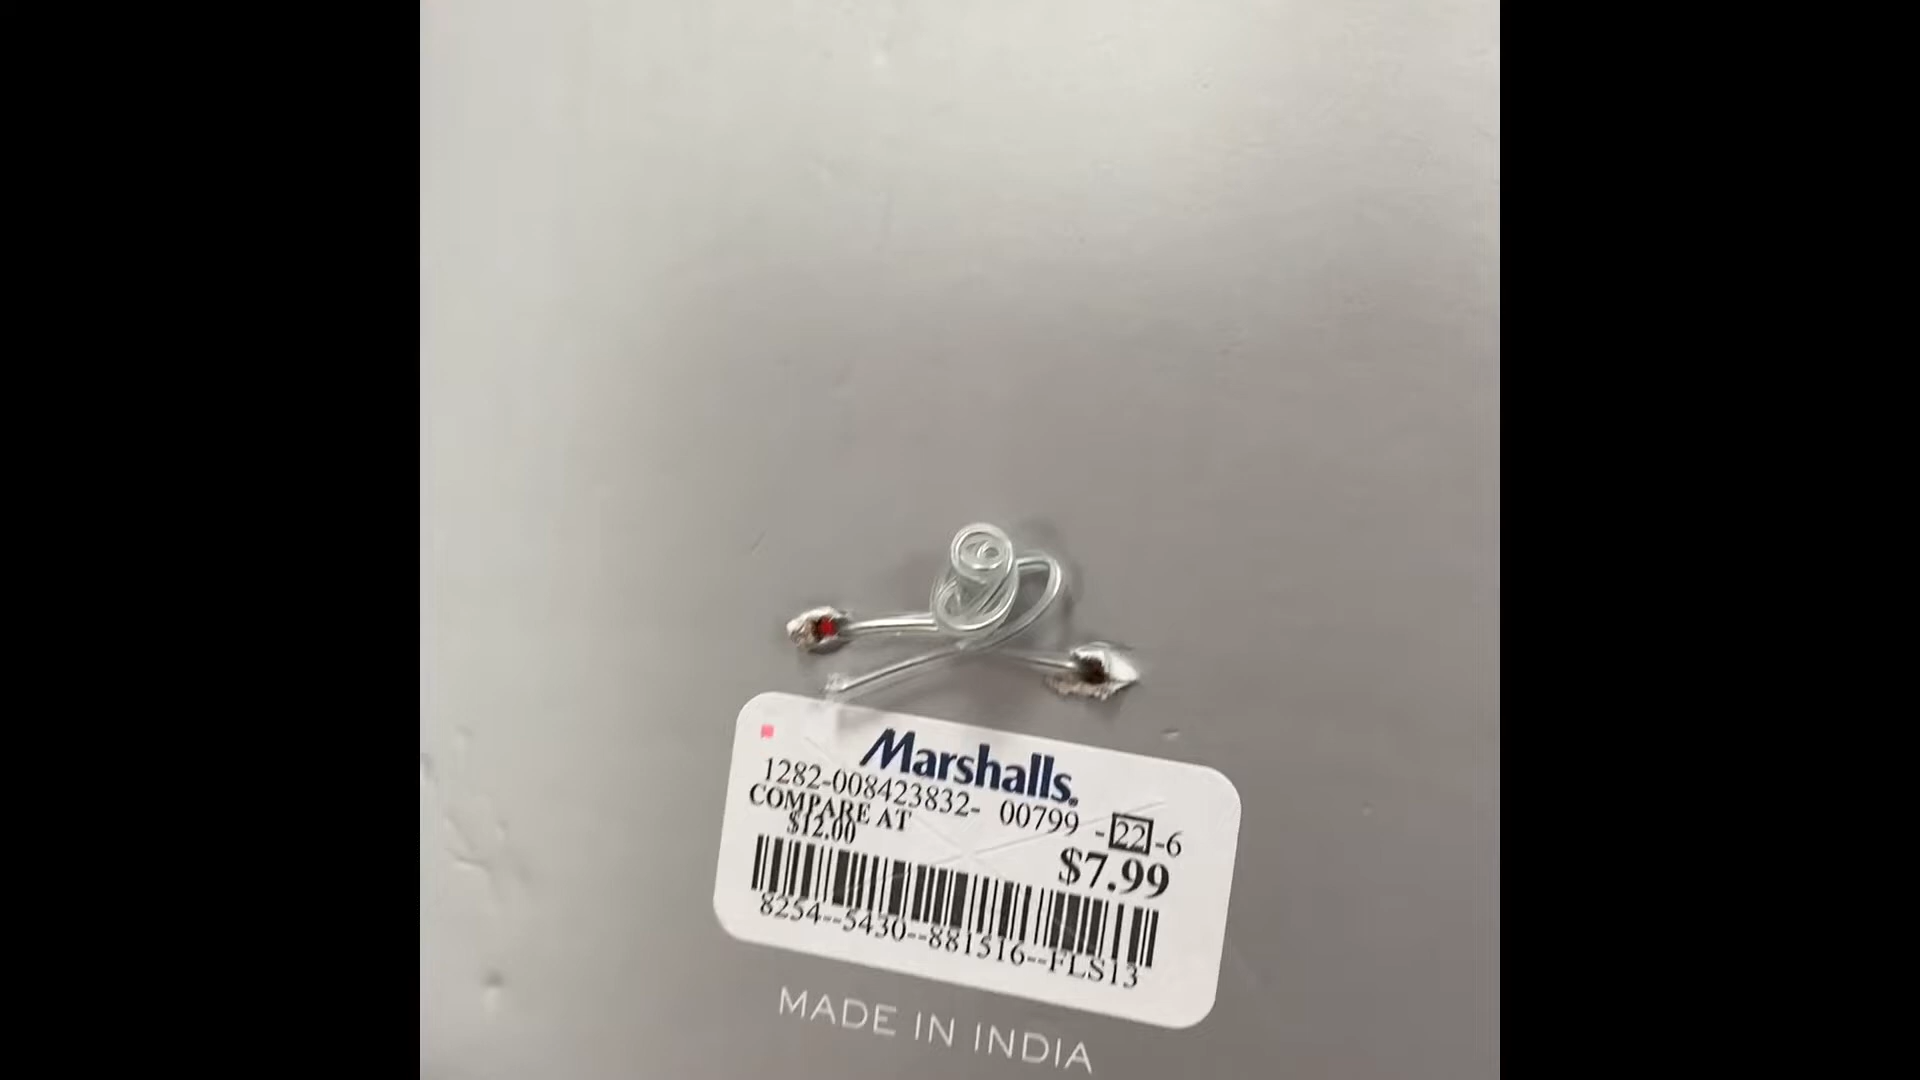 Marshalls.
1282-008423832- 00799 -22-6
COMPARE AT
$12.00
$7.99
8254--5430--881516--FLS13
MADE IN INDIA